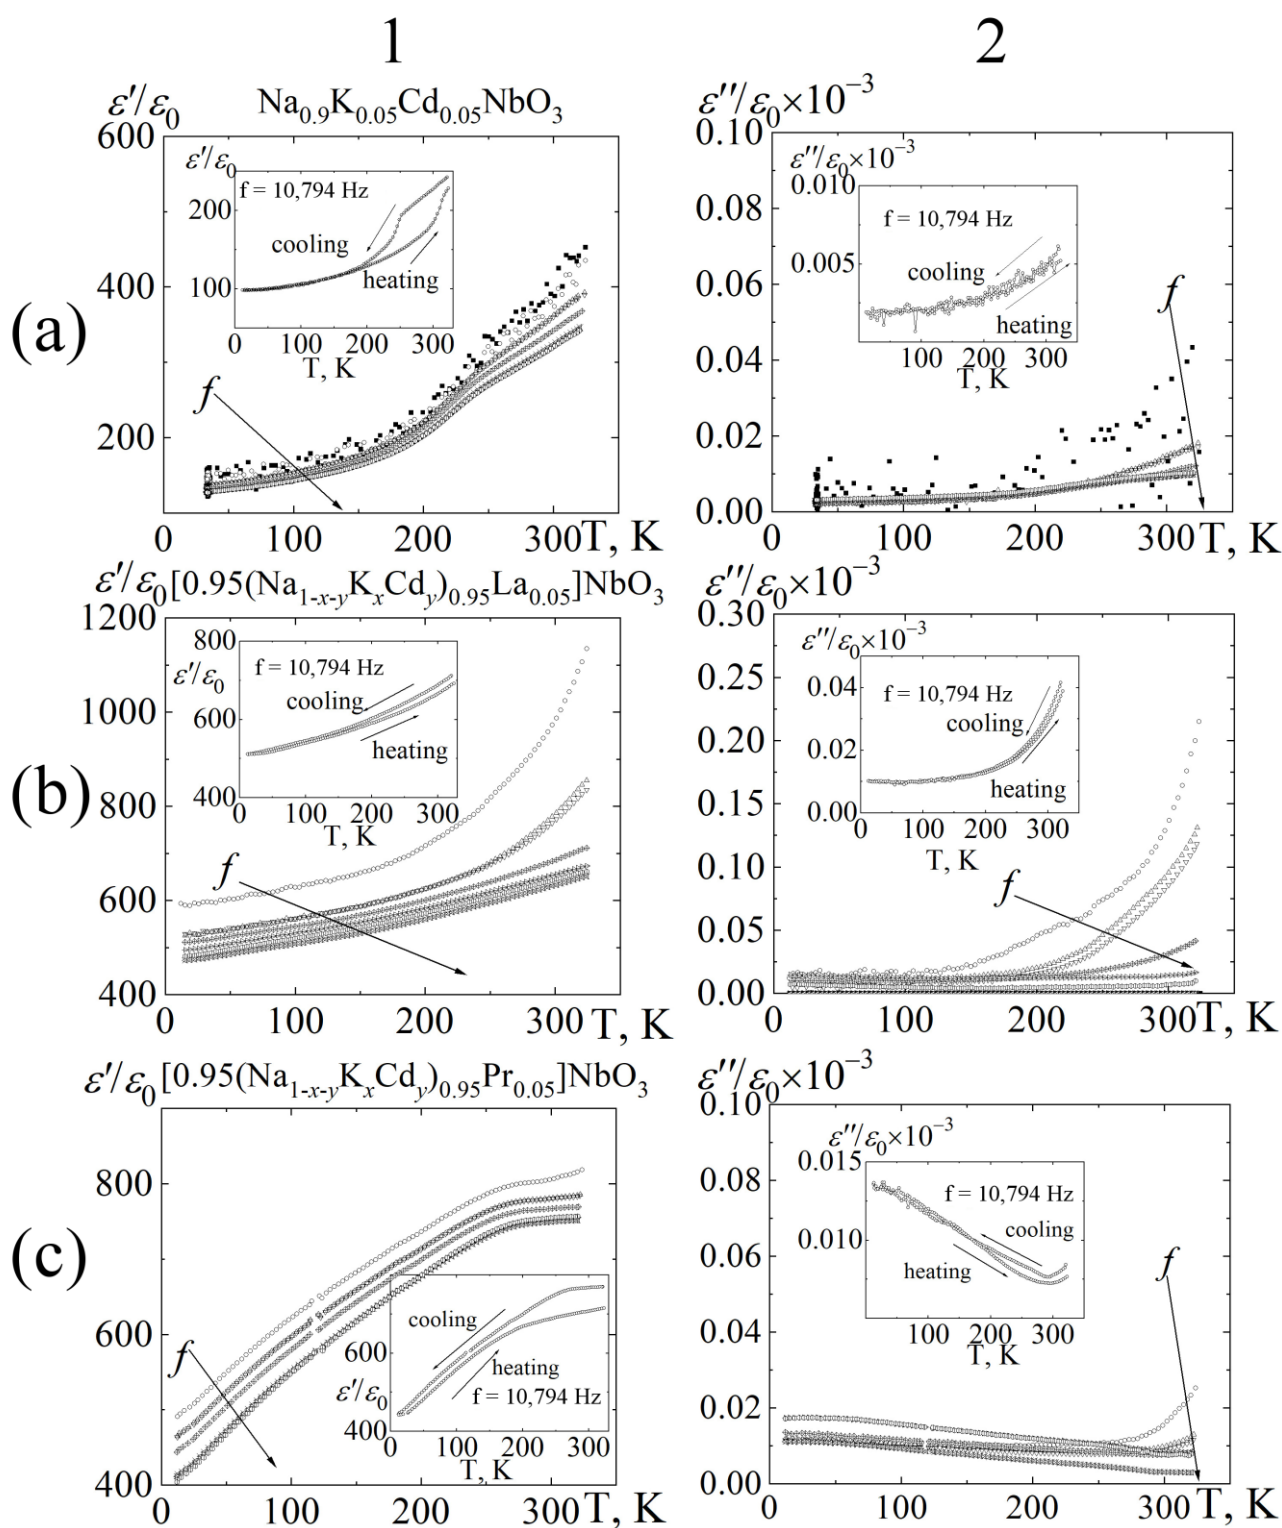 1
2
(a)
ε′/ε₀
Na₀.₉K₀.₀₅Cd₀.₀₅NbO₃
600
400
200
0
100
200
300
T, K
f
ε′/ε₀
f = 10,794 Hz
200
100
cooling
heating
0
100
200
300
T, K
ε′′/ε₀×10⁻³
0.10
0.08
0.06
0.04
0.02
0.00
0
100
200
300
T, K
f
ε′′/ε₀×10⁻³
0.010
0.005
f = 10,794 Hz
cooling
heating
100
200
300
T, K
(b)
ε′/ε₀
[0.95(Na₁₋ₓ₋yKₓCdy)₀.₉₅La₀.₀₅]NbO₃
1200
1000
800
600
400
0
100
200
300
T, K
f
800
ε′/ε₀
600
400
f = 10,794 Hz
cooling
heating
0
100
200
300
T, K
ε′′/ε₀×10⁻³
0.30
0.25
0.20
0.15
0.10
0.05
0.00
0
100
200
300
T, K
f
ε′′/ε₀×10⁻³
0.04
0.02
0.00
f = 10,794 Hz
cooling
heating
0
100
200
300
T, K
(c)
ε′/ε₀
[0.95(Na₁₋ₓ₋yKₓCdy)₀.₉₅Pr₀.₀₅]NbO₃
800
600
400
0
100
200
300
T, K
f
cooling
600
heating
ε′/ε₀
f = 10,794 Hz
400
0
100
200
300
T, K
ε′′/ε₀×10⁻³
0.10
0.08
0.06
0.04
0.02
0.00
0
100
200
300
T, K
f
ε′′/ε₀×10⁻³
0.015
0.010
f = 10,794 Hz
cooling
heating
100
200
300
T, K